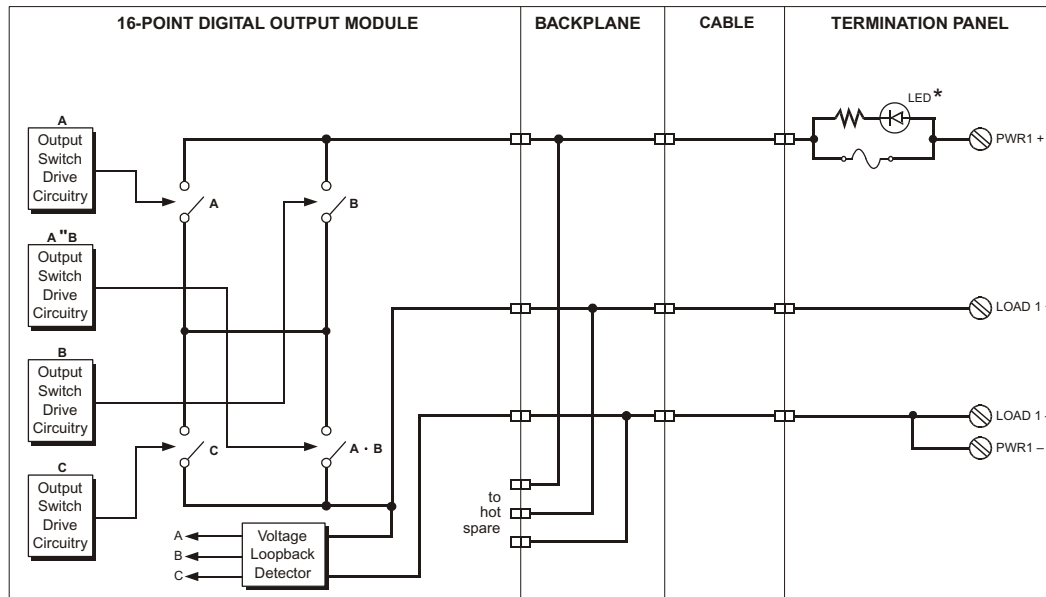 16-POINT DIGITAL OUTPUT MODULE
BACKPLANE
CABLE
TERMINATION PANEL
LED*
PWR1 +
A
Output
Switch
Drive
Circuitry
A
B
A"B
Output
Switch
Drive
Circuitry
LOAD 1
B
Output
Switch
Drive
Circuitry
LOAD 1
PWR1 –
C
A · B
C
Output
Switch
Drive
Circuitry
to
hot
spare
A
B
C
Voltage
Loopback
Detector